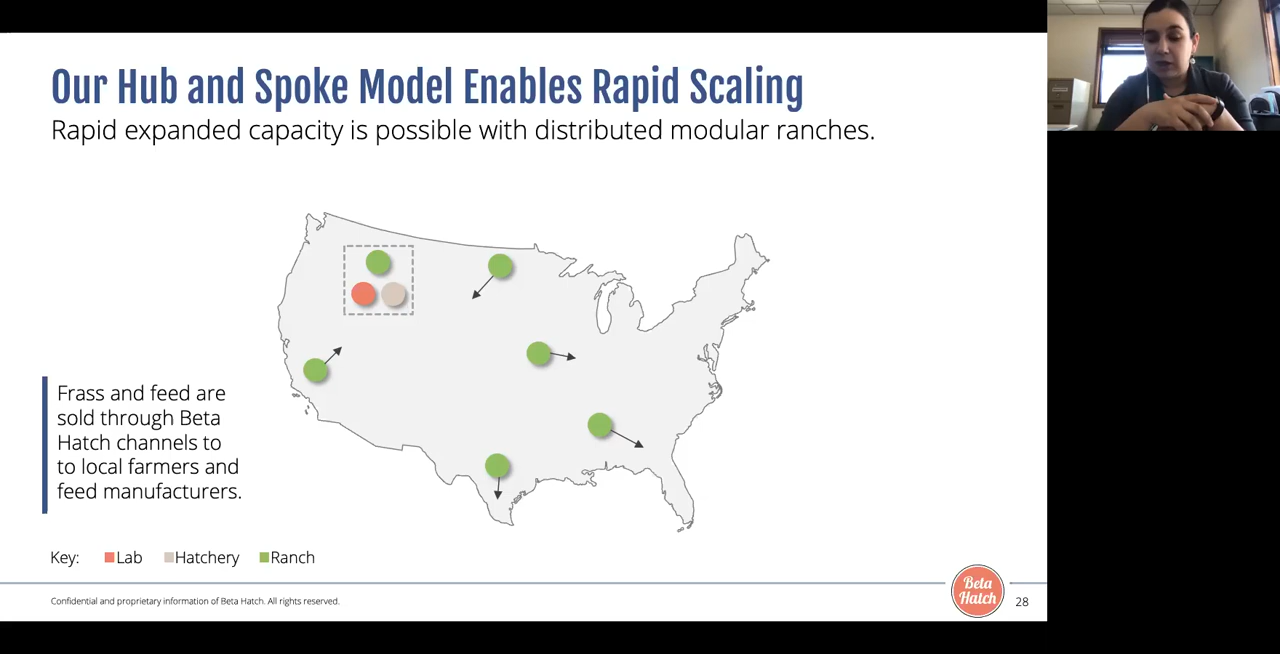 Our Hub and Spoke Model Enables Rapid Scaling
Rapid expanded capacity is possible with distributed modular ranches.
Frass and feed are
sold through Beta
Hatch channels to
to local farmers and
feed manufacturers.
Key: Lab Hatchery Ranch
Confidential and proprietary information of Beta Hatch. All rights reserved.
Beta
Hatch
28